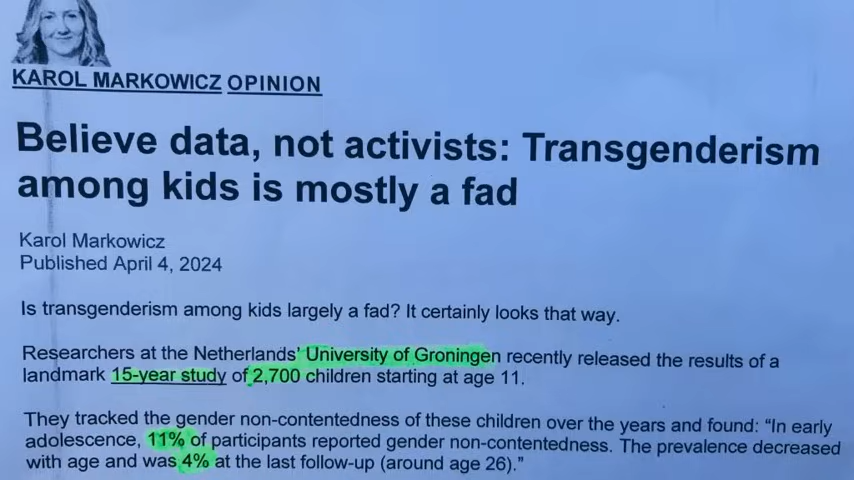 KAROL MARKOWICZ OPINION
Believe data, not activists: Transgenderism
among kids is mostly a fad
Karol Markowicz
Published April 4, 2024
Is transgenderism among kids largely a fad? It certainly looks that way.
Researchers at the Netherlands' University of Groningen recently released the results of a
landmark 15-year study of 2,700 children starting at age 11.
They tracked the gender non-contentedness of these children over the years and found: “In early
adolescence, 11% of participants reported gender non-contentedness. The prevalence decreased
with age and was 4% at the last follow-up (around age 26).”